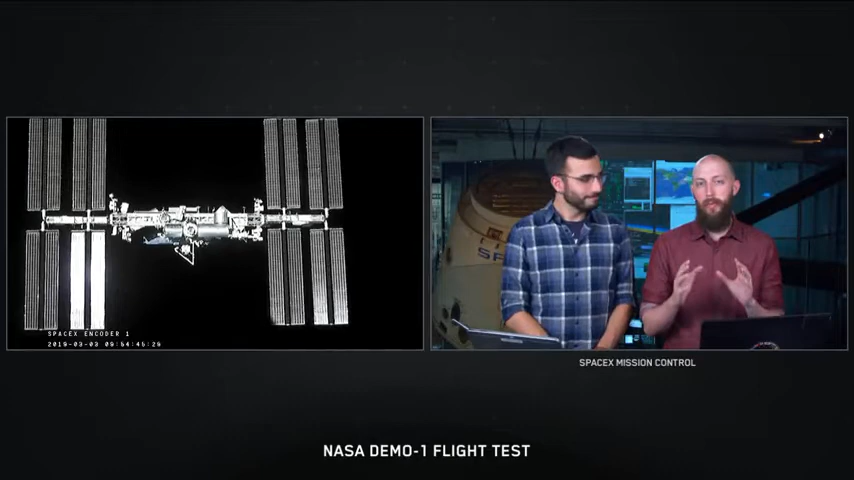 SPACEX ENCODER 1
2019-03-03 09:54:45:29
SPACEX MISSION CONTROL
NASA DEMO-1 FLIGHT TEST